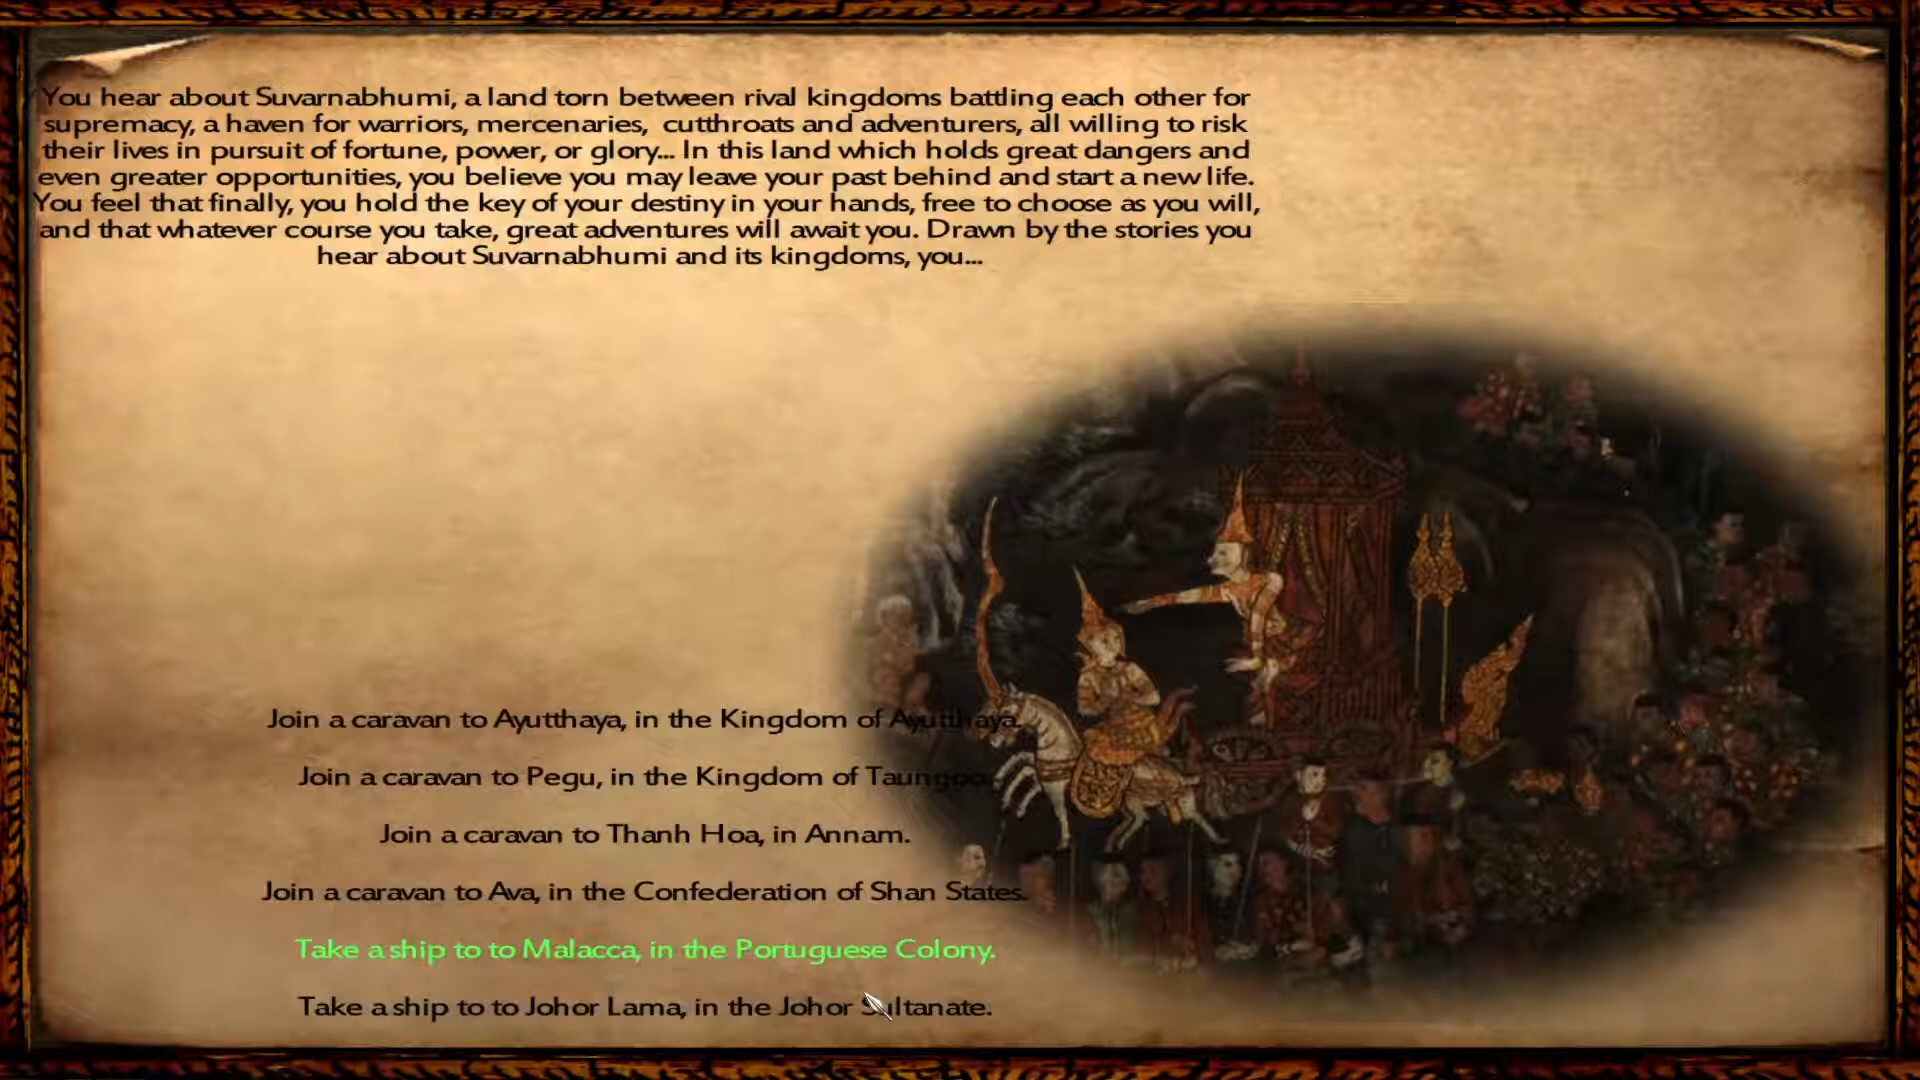 You hear about Suvarnabhumi, a land torn between rival kingdoms battling each other for
supremacy, a haven for warriors, mercenaries, cutthroats and adventurers, all willing to risk
their lives in pursuit of fortune, power, or glory... In this land which holds great dangers and
even greater opportunities, you believe you may leave your past behind and start a new life.
You feel that finally, you hold the key of your destiny in your hands, free to choose as you will,
and that whatever course you take, great adventures will await you. Drawn by the stories you
hear about Suvarnabhumi and its kingdoms, you...
Join a caravan to Ayutthaya, in the Kingdom of Ayutthaya.
Join a caravan to Pegu, in the Kingdom of Taungoo.
Join a caravan to Thanh Hoa, in Annam.
Join a caravan to Ava, in the Confederation of Shan States.
Take a ship to to Malacca, in the Portuguese Colony.
Take a ship to to Johor Lama, in the Johor Sultanate.